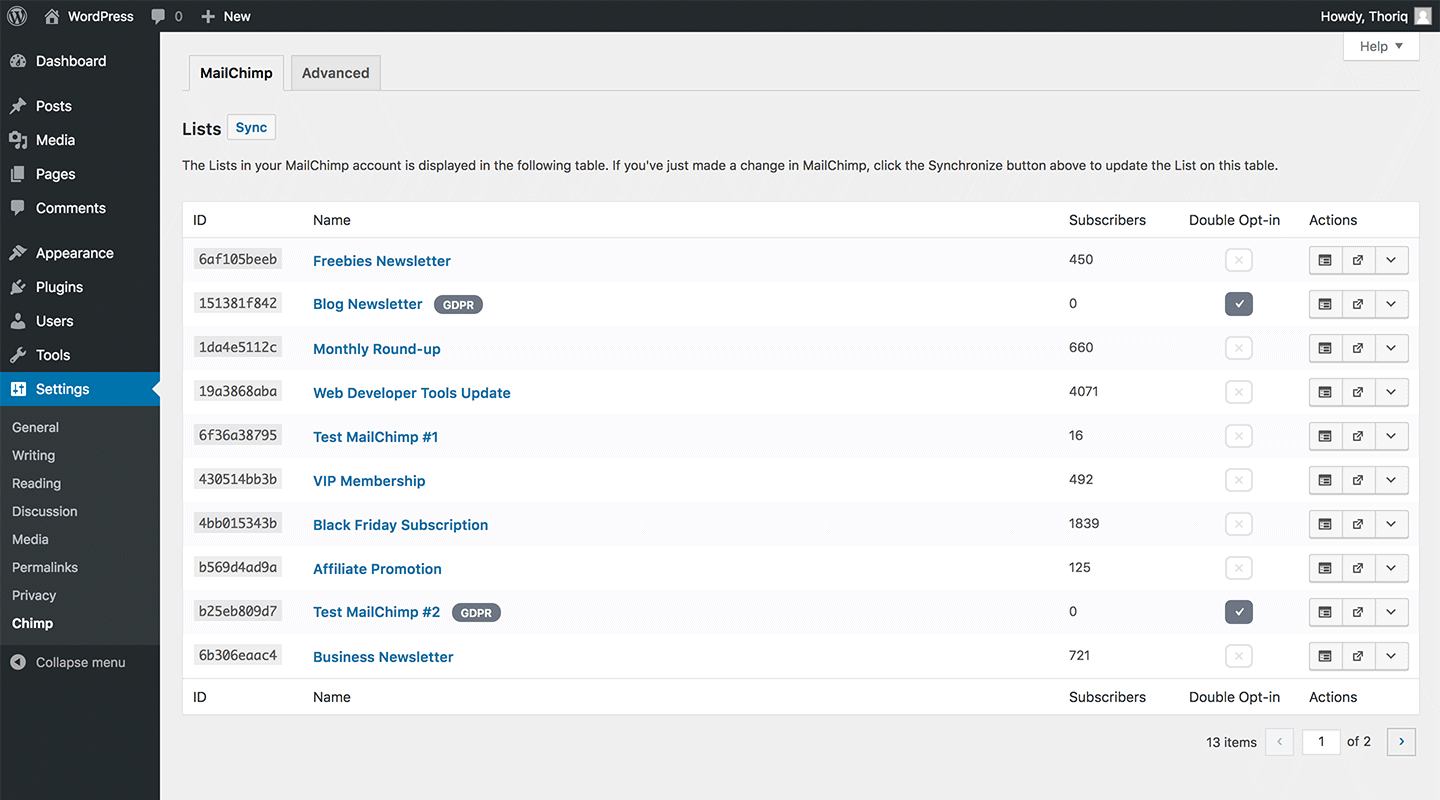 WordPress 0 New Howdy, Thoriq
Help
Dashboard
Posts
Media
Pages
Comments
Appearance
Plugins
Users
Tools
Settings
General
Writing
Reading
Discussion
Media
Permalinks
Privacy
Chimp
Collapse menu
MailChimp Advanced
Lists Sync
The Lists in your MailChimp account is displayed in the following table. If you've just made a change in MailChimp, click the Synchronize button above to update the List on this table.
ID Name Subscribers Double Opt-in Actions
6af105beeb Freebies Newsletter 450
151381f842 Blog Newsletter GDPR 0
1da4e5112c Monthly Round-up 660
19a3868aba Web Developer Tools Update 4071
6f36a38795 Test MailChimp #1 16
430514bb3b VIP Membership 492
4bb015343b Black Friday Subscription 1839
b569d4ad9a Affiliate Promotion 125
b25eb809d7 Test MailChimp #2 GDPR 0
6b306eaac4 Business Newsletter 721
ID Name Subscribers Double Opt-in Actions
13 items ‹ 1 of 2 ›